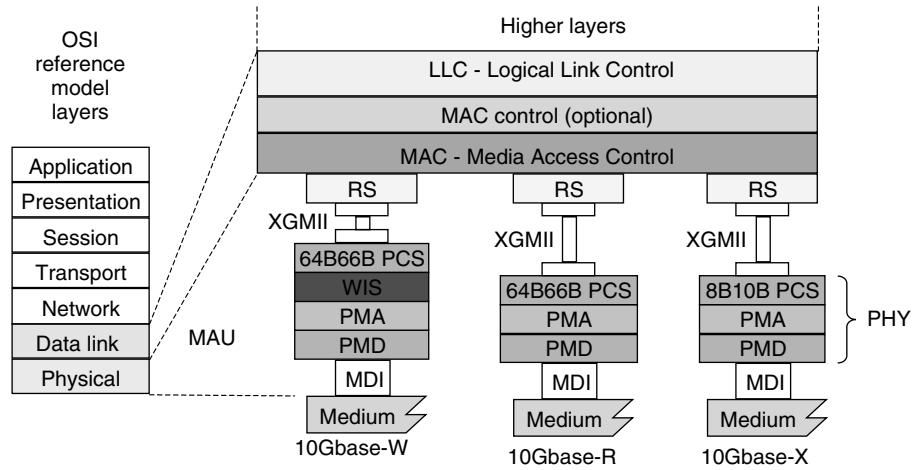 OSI
reference
model
layers
Application
Presentation
Session
Transport
Network
Data link
Physical
Higher layers
LLC - Logical Link Control
MAC control (optional)
MAC - Media Access Control
MAU
RS
XGMII
64B66B PCS
WIS
PMA
PMD
MDI
Medium
10Gbase-W
RS
XGMII
64B66B PCS
PMA
PMD
MDI
Medium
10Gbase-R
RS
XGMII
8B10B PCS
PMA
PMD
MDI
Medium
10Gbase-X
PHY